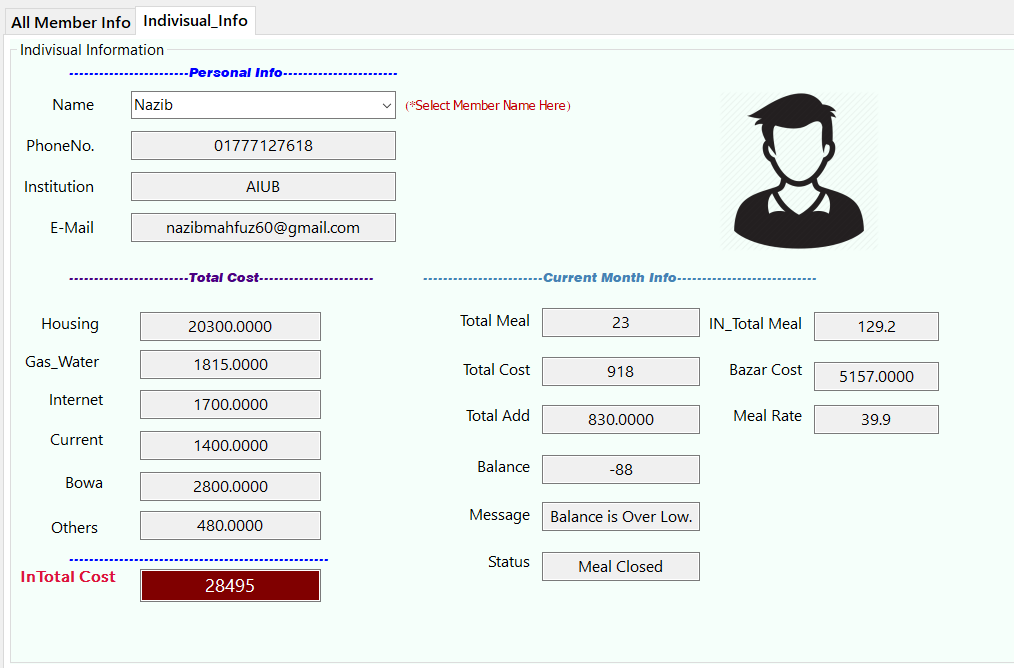 All Member Info Indivisual_Info
Indivisual Information
-----------------------Personal Info----------------------
Name Nazib (*Select Member Name Here)
PhoneNo. 01777127618
Institution AIUB
E-Mail nazibmahfuz60@gmail.com
-----------------------Total Cost----------------------
Housing 20300.0000
Gas_Water 1815.0000
Internet 1700.0000
Current 1400.0000
Bowa 2800.0000
Others 480.0000
--------------------------------------------------
InTotal Cost 28495
-----------------------Current Month Info---------------------------
Total Meal 23
Total Cost 918
Total Add 830.0000
Balance -88
Message Balance is Over Low.
Status Meal Closed
IN_Total Meal 129.2
Bazar Cost 5157.0000
Meal Rate 39.9